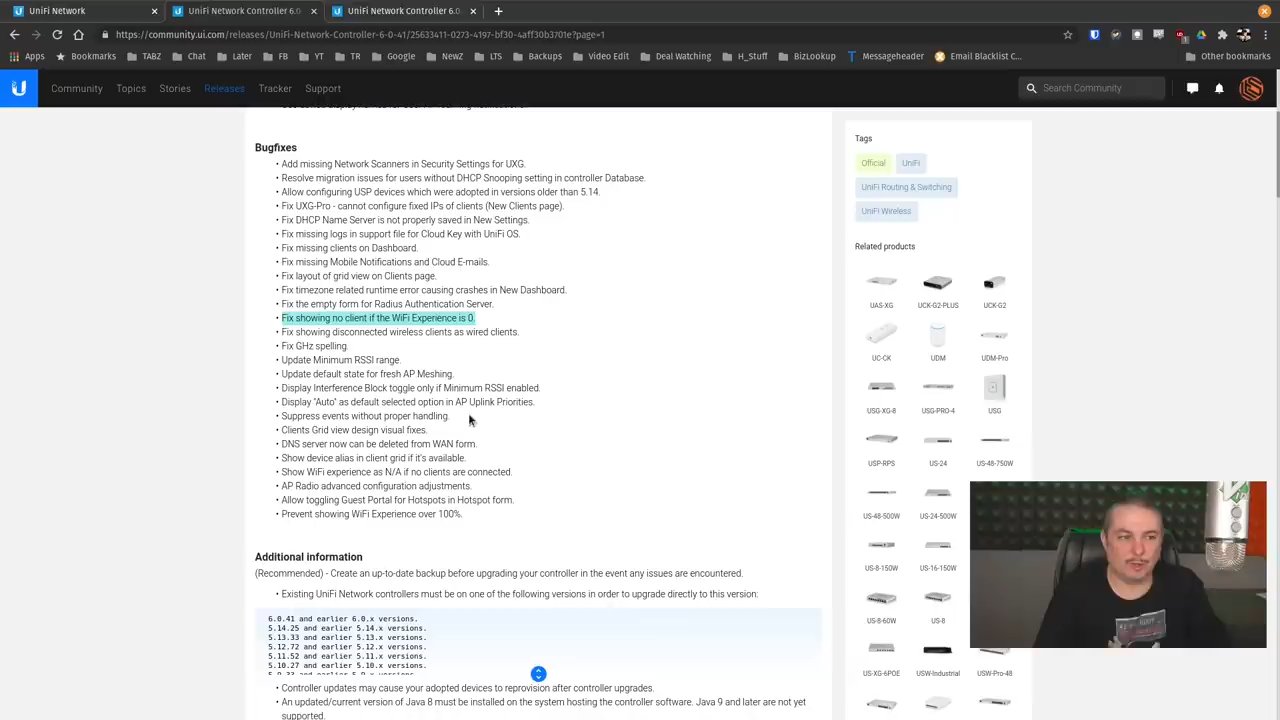 UniFi Network
UniFi Network Controller 6.0
UniFi Network Controller 6.0
https://community.ui.com/releases/UniFi-Network-Controller-6-0-41/25633411-0273-4197-bf30-4aff30b3701e?page=1
Apps
Bookmarks
TABZ
Chat
Later
FB
YT
TR
Google
NewZ
LTS
Backups
Video Edit
Deal Watching
H_Stuff
BizLookup
Messageheader
Email Blacklist C...
Other bookmarks
Community
Topics
Stories
Releases
Tracker
Support
Search Community
Bugfixes
• Add missing Network Scanners in Security Settings for UXG.
• Resolve migration issues for users without DHCP Snooping setting in controller Database.
• Allow configuring USP devices which were adopted in versions older than 5.14.
• Fix UXG-Pro - cannot configure fixed IPs of clients (New Clients page).
• Fix DHCP Name Server is not properly saved in New Settings.
• Fix missing logs in support file for Cloud Key with UniFi OS.
• Fix missing clients on Dashboard.
• Fix missing Mobile Notifications and Cloud E-mails.
• Fix layout of grid view on Clients page.
• Fix timezone related runtime error causing crashes in New Dashboard.
• Fix the empty form for Radius Authentication Server.
• Fix showing no client if the WiFi Experience is 0.
• Fix showing disconnected wireless clients as wired clients.
• Fix GHz spelling.
• Update Minimum RSSI range.
• Update default state for fresh AP Meshing.
• Display Interference Block toggle only if Minimum RSSI enabled.
• Display "Auto" as default selected option in AP Uplink Priorities.
• Suppress events without proper handling.
• Clients Grid view design visual fixes.
• DNS server now can be deleted from WAN form.
• Show device alias in client grid if it's available.
• Show WiFi experience as N/A if no clients are connected.
• AP Radio advanced configuration adjustments.
• Allow toggling Guest Portal for Hotspots in Hotspot form.
• Prevent showing WiFi Experience over 100%.
Additional information
(Recommended) - Create an up-to-date backup before upgrading your controller in the event any issues are encountered.
• Existing UniFi Network controllers must be on one of the following versions in order to upgrade directly to this version:
6.0.41 and earlier 6.0.x versions.
5.14.25 and earlier 5.14.x versions.
5.13.33 and earlier 5.13.x versions.
5.12.72 and earlier 5.12.x versions.
5.11.52 and earlier 5.11.x versions.
5.10.27 and earlier 5.10.x versions.
• Controller updates may cause your adopted devices to reprovision after controller upgrades.
• An updated/current version of Java 8 must be installed on the system hosting the controller software. Java 9 and later are not yet
supported.
Tags
Official
UniFi
UniFi Routing & Switching
UniFi Wireless
Related products
UAS-XG
UCK-G2-PLUS
UCK-G2
UC-CK
UDM
UDM-Pro
USG-XG-8
USG-PRO-4
USG
USP-RPS
US-24
US-48-750W
US-48-500W
US-24-500W
US-8-150W
US-16-150W
US-8-60W
US-8
US-XG-6POE
USW-Industrial
USW-Pro-48